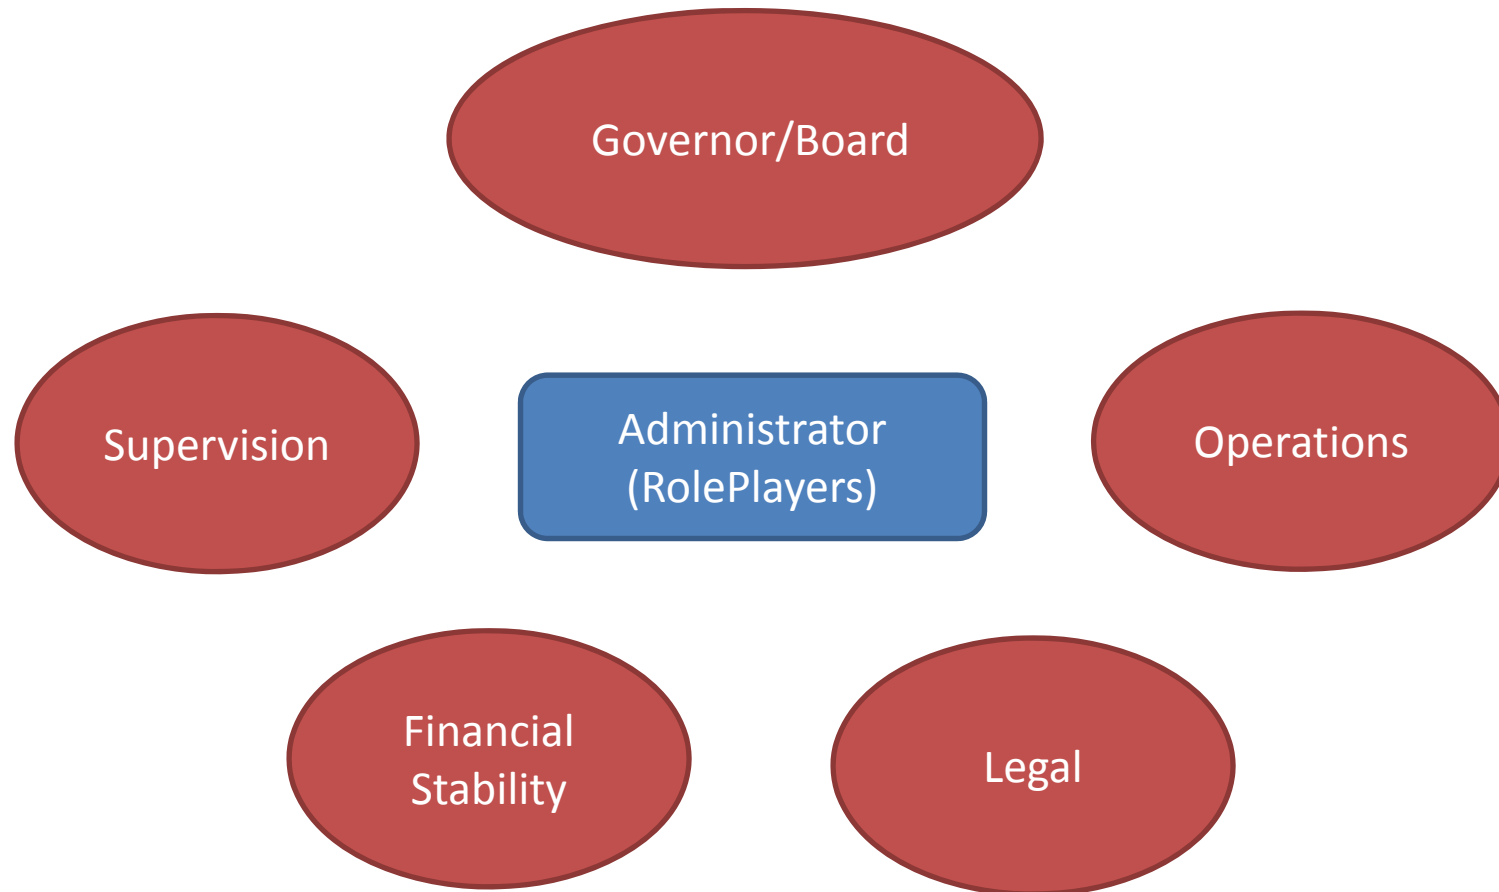 Governor/Board
Supervision
Administrator
(RolePlayers)
Operations
Financial
Stability
Legal